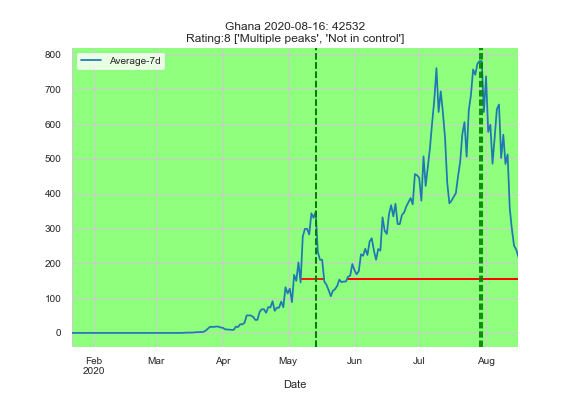 Ghana 2020-08-16: 42532
Rating:8 ['Multiple peaks', 'Not in control']
Average-7d
800
700
600
500
400
300
200
100
0
Feb Mar Apr May Jun Jul Aug
2020
Date